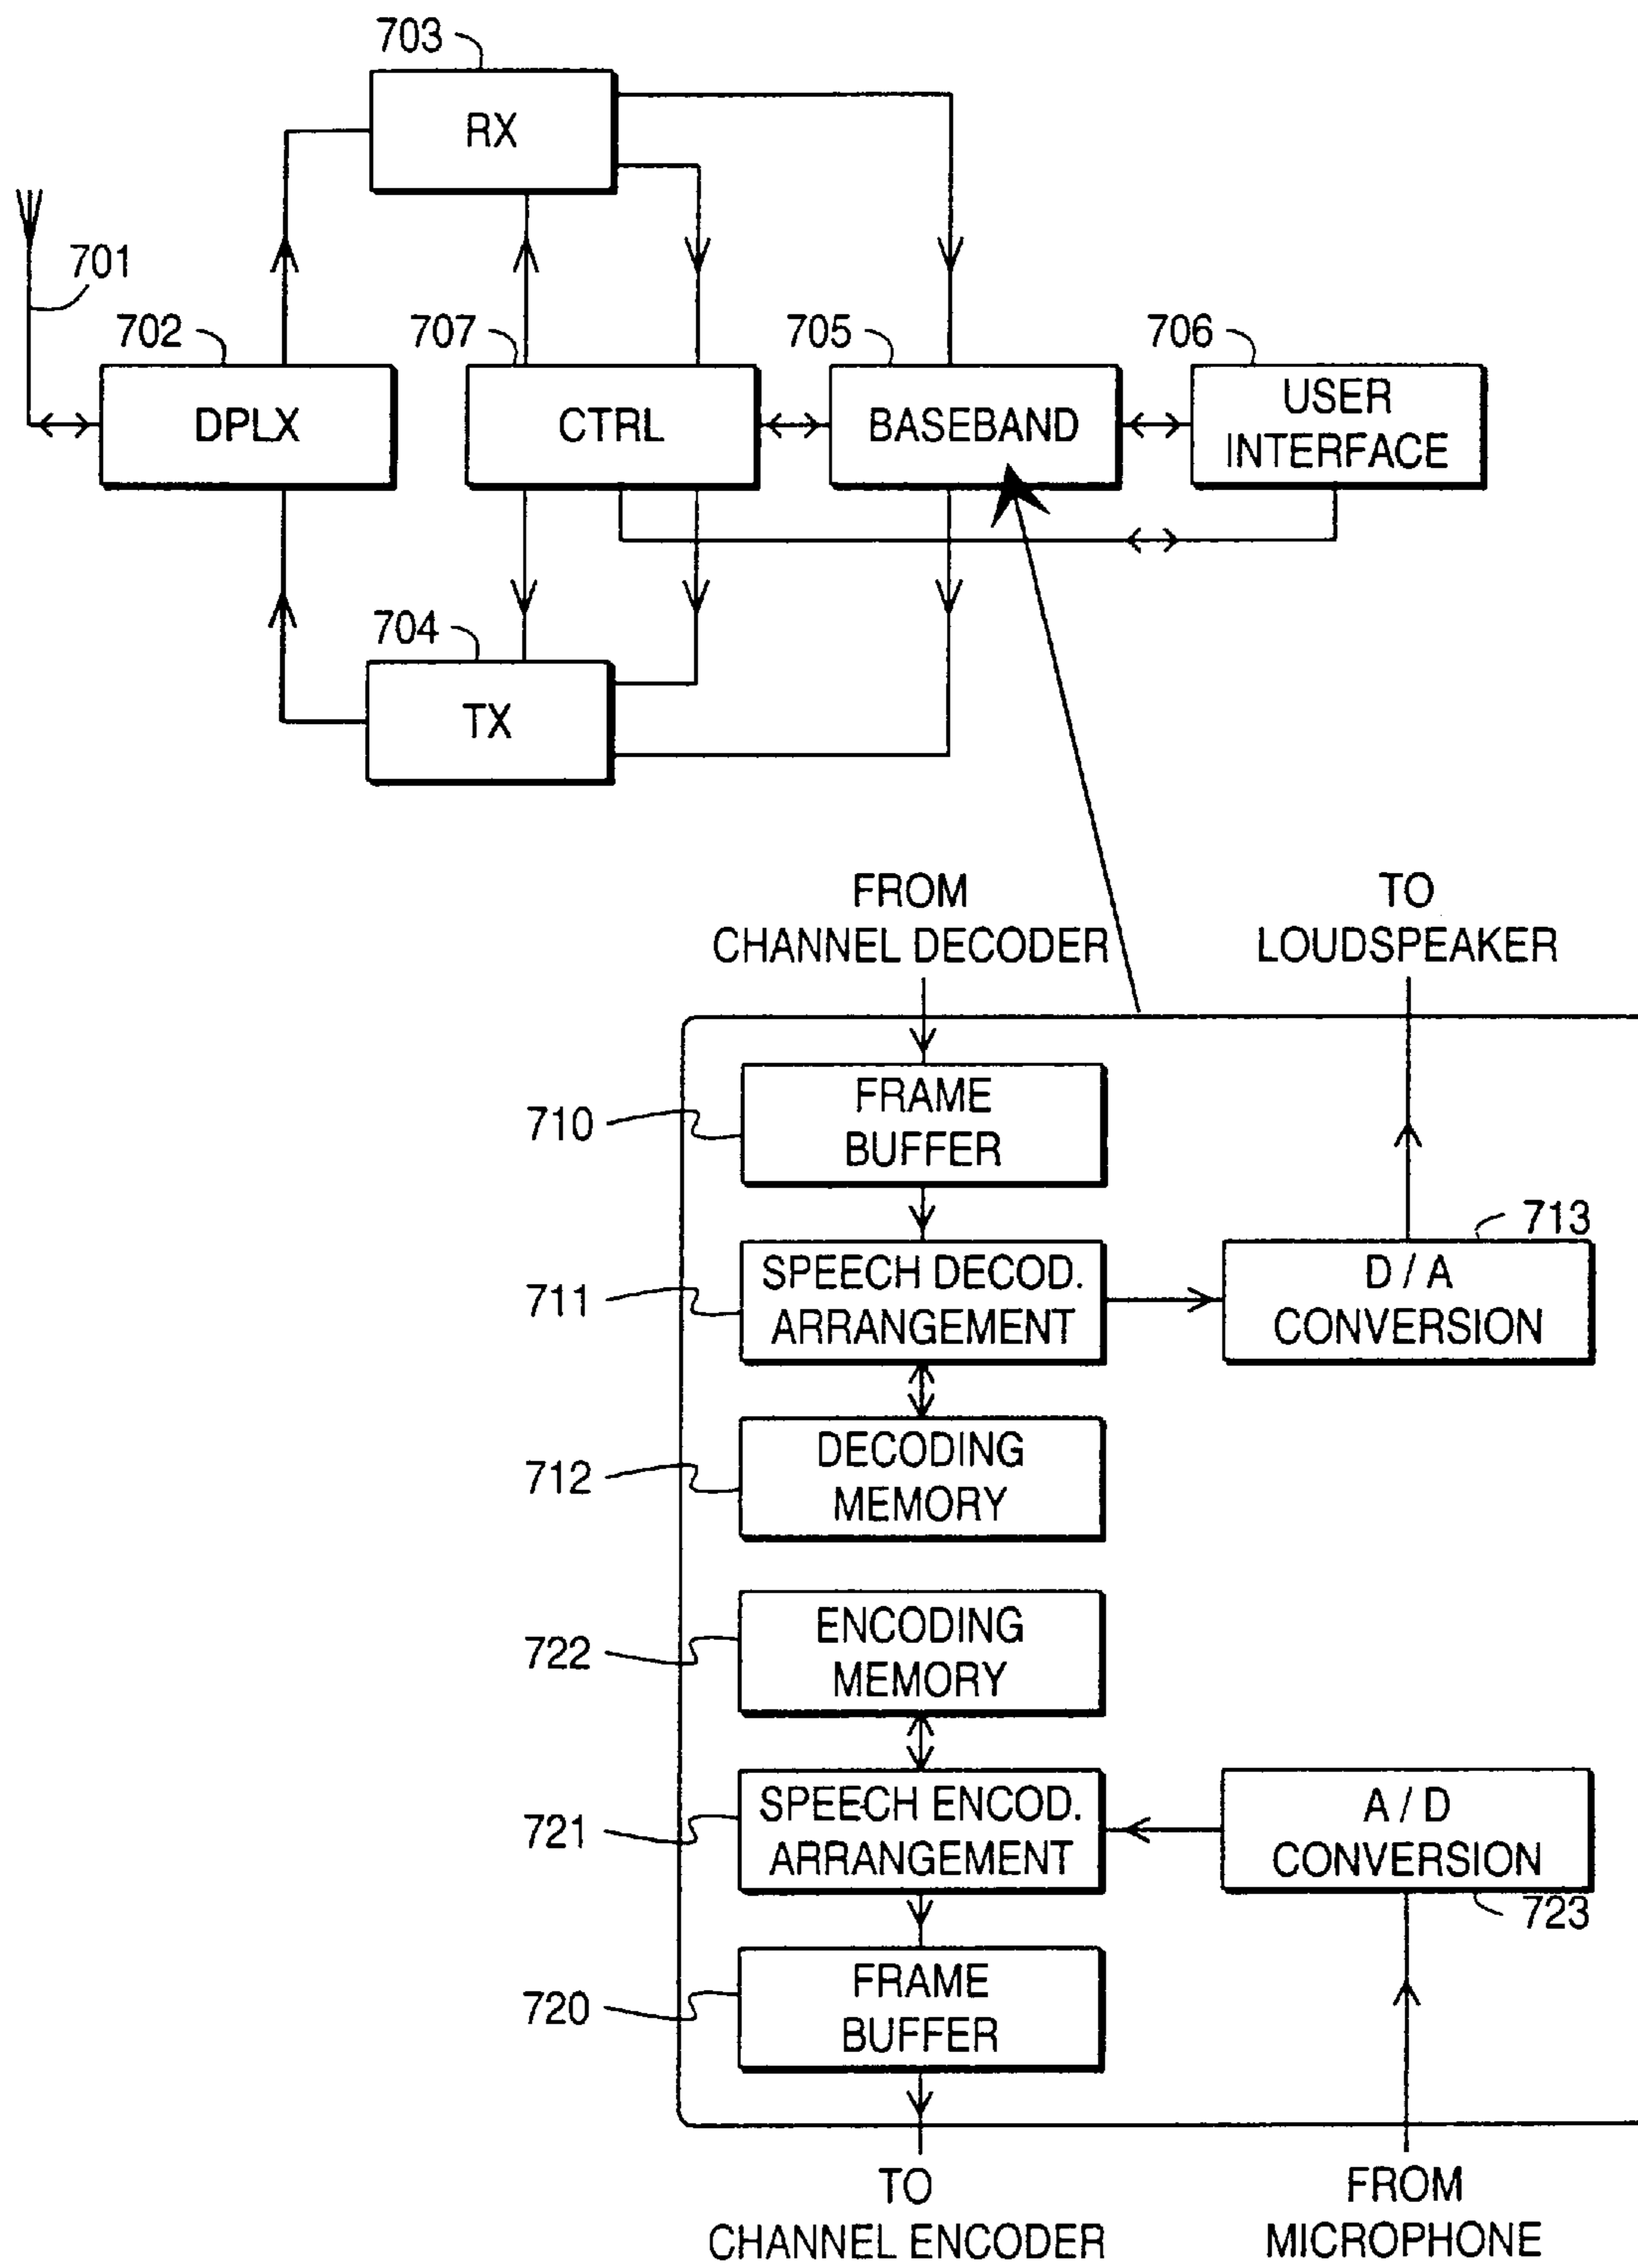 703
RX
701
702
707
705
706
DPLX
CTRL
BASEBAND
USER
INTERFACE
704
TX
FROM
CHANNEL DECODER
TO
LOUDSPEAKER
710
FRAME
BUFFER
711
SPEECH DECOD.
ARRANGEMENT
713
D / A
CONVERSION
712
DECODING
MEMORY
722
ENCODING
MEMORY
721
SPEECH ENCOD.
ARRANGEMENT
A / D
CONVERSION
723
720
FRAME
BUFFER
TO
CHANNEL ENCODER
FROM
MICROPHONE